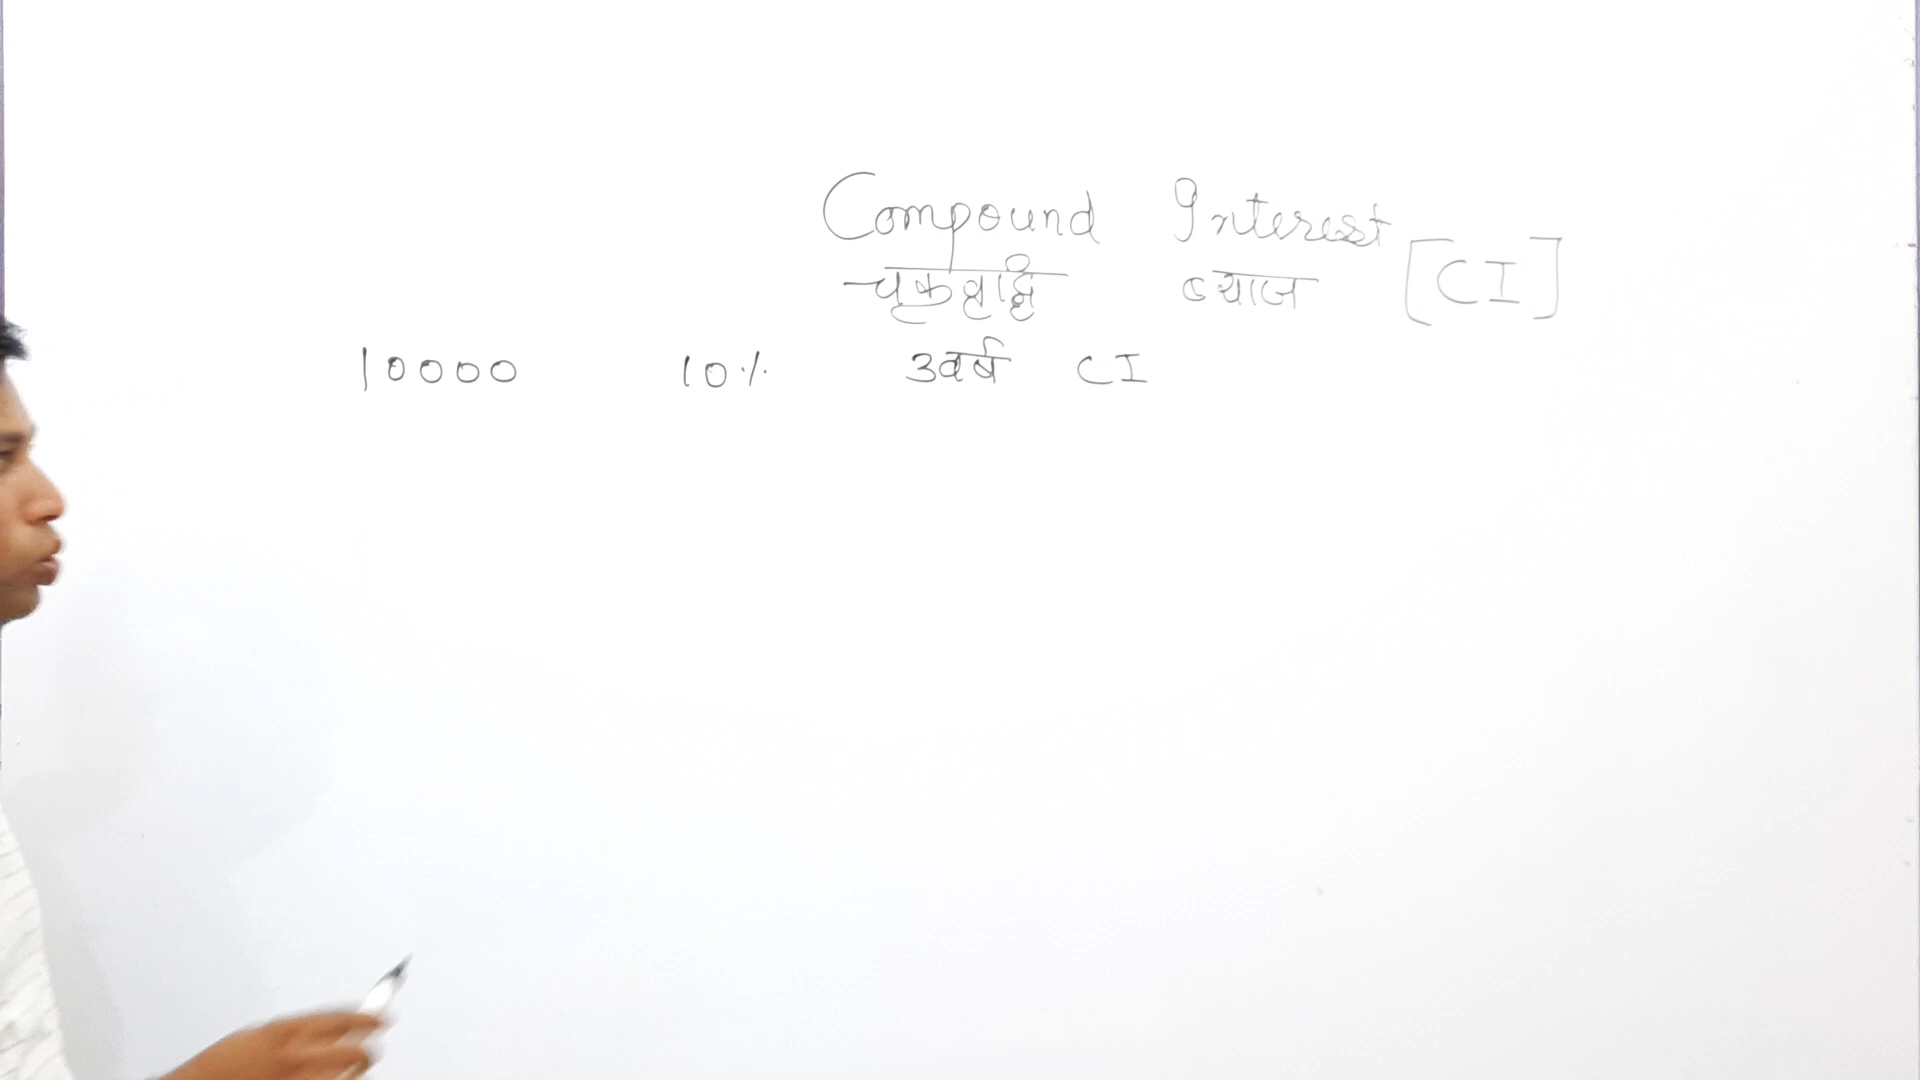 Compound Interest
चक्रवृद्धि ब्याज [CI]
10000 10% 3वर्ष CI